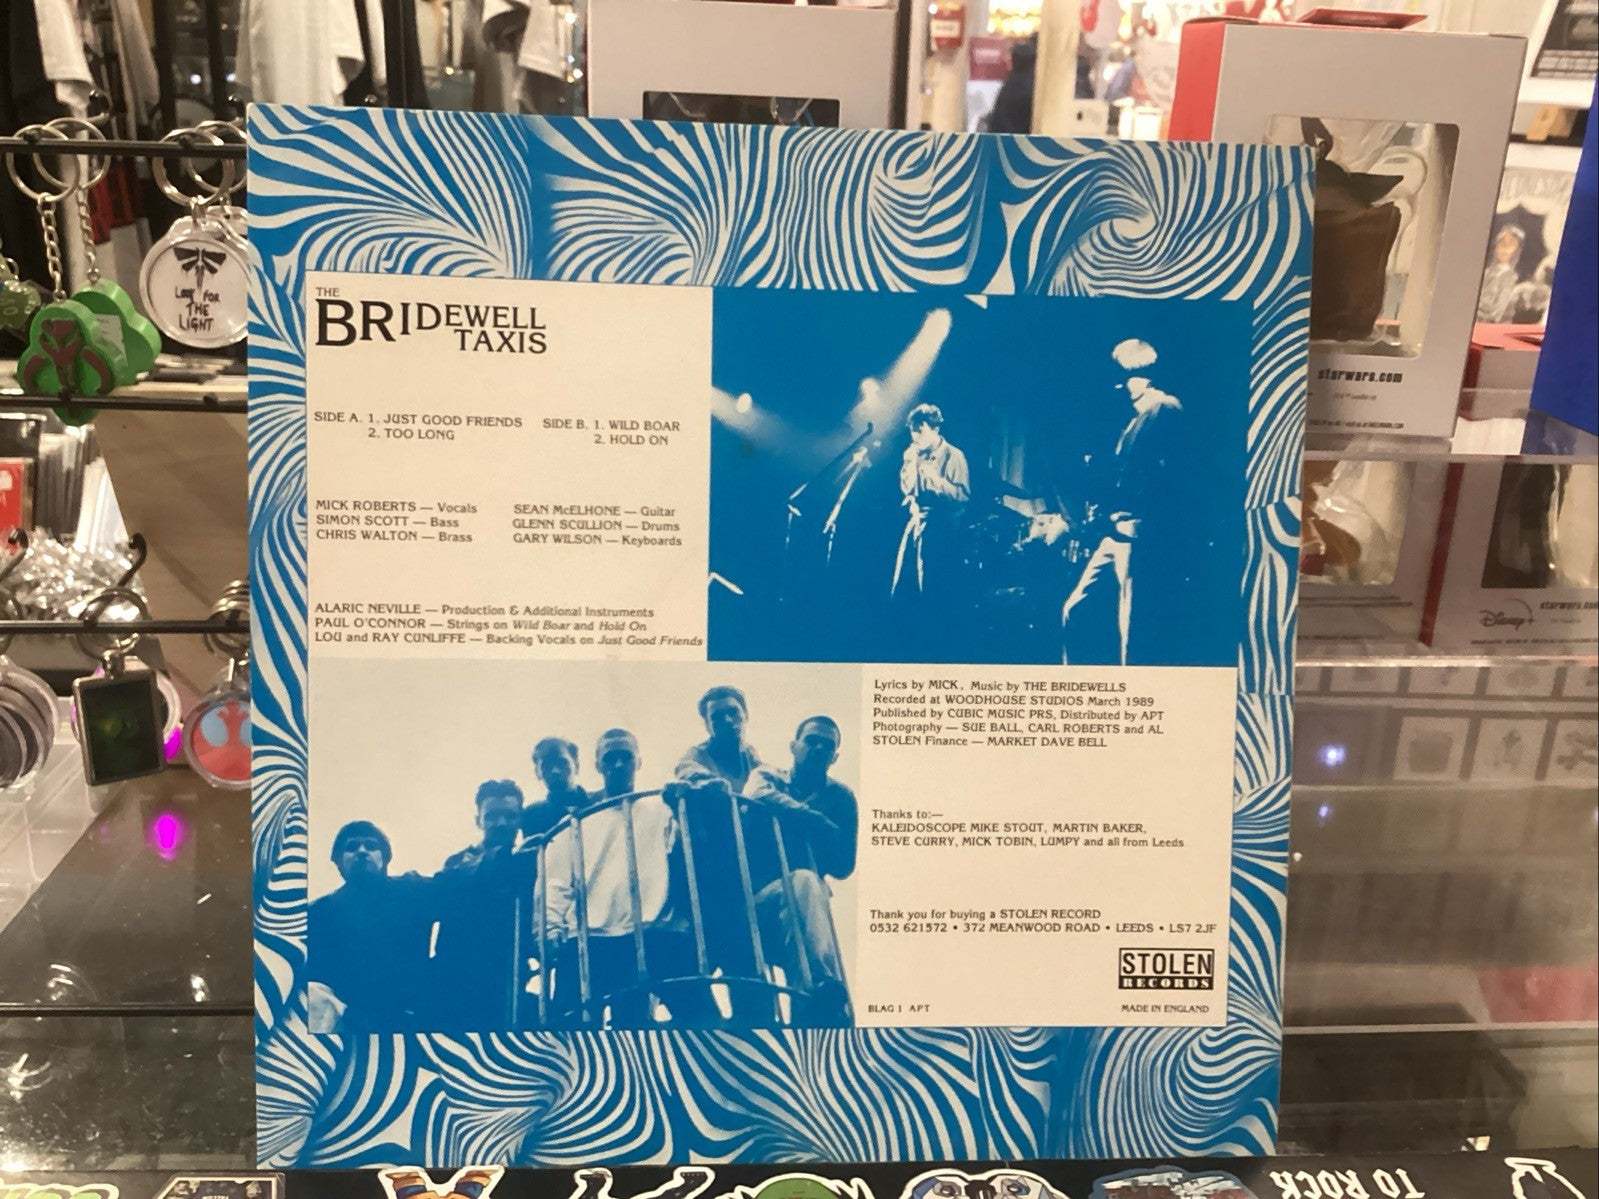 THE
BRIDEWELL
TAXIS
SIDE A. 1. JUST GOOD FRIENDS
2. TOO LONG
SIDE B. 1. WILD BOAR
2. HOLD ON
MICK ROBERTS — Vocals
SIMON SCOTT — Bass
CHRIS WALTON — Brass
SEAN McELHONE — Guitar
GLENN SCULLION — Drums
GARY WILSON — Keyboards
ALARIC NEVILLE — Production & Additional Instruments
PAUL O'CONNOR — Strings on Wild Boar and Hold On
LOU and RAY CUNLIFFE — Backing Vocals on Just Good Friends
Lyrics by MICK, Music by THE BRIDEWELLS
Recorded at WOODHOUSE STUDIOS March 1989
Published by CUBIC MUSIC PRS, Distributed by APT
Photography — SUE BALL, CARL ROBERTS and AL
STOLEN Finance — MARKET DAVE BELL
Thanks to:—
KALEIDOSCOPE MIKE STOUT, MARTIN BAKER,
STEVE CURRY, MICK TOBIN, LUMPY and all from Leeds
Thank you for buying a STOLEN RECORD
0532 621572 • 372 MEANWOOD ROAD • LEEDS • LS7 2JF
STOLEN
RECORDS
BLAG 1 APT
MADE IN ENGLAND
LOOK FOR
THE
LIGHT
starwars.com
Disney+
starwars.com
TO ROCK